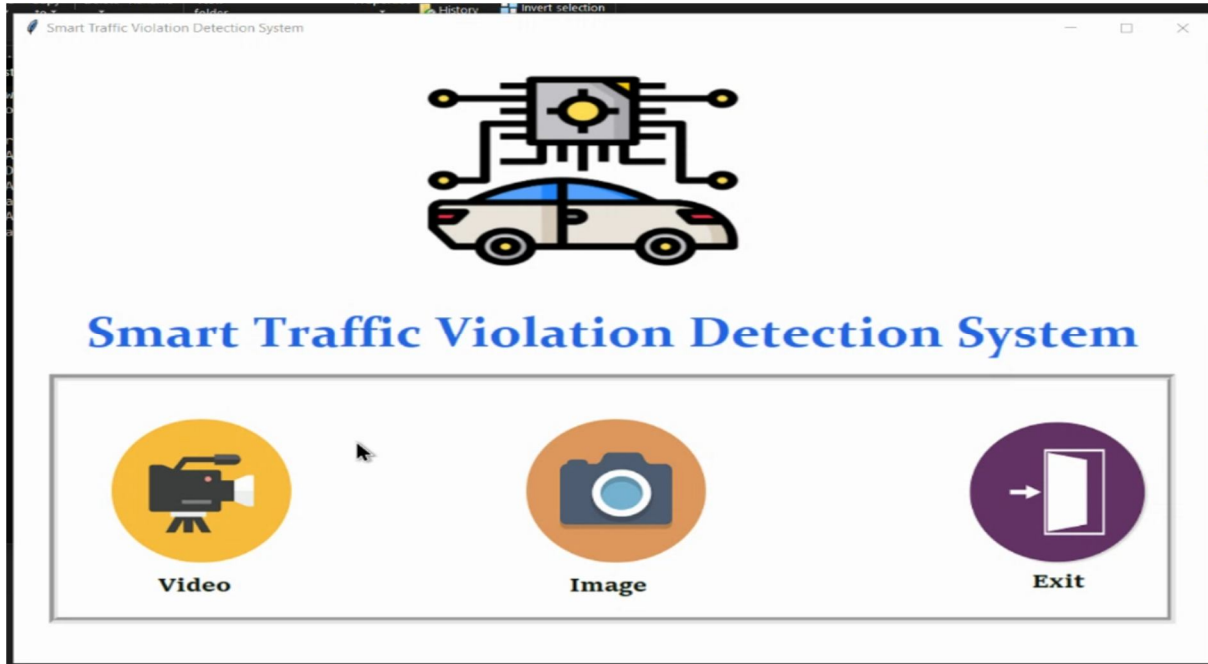 folder
History
Invert selection
Smart Traffic Violation Detection System
Smart Traffic Violation Detection System
Video
Image
Exit